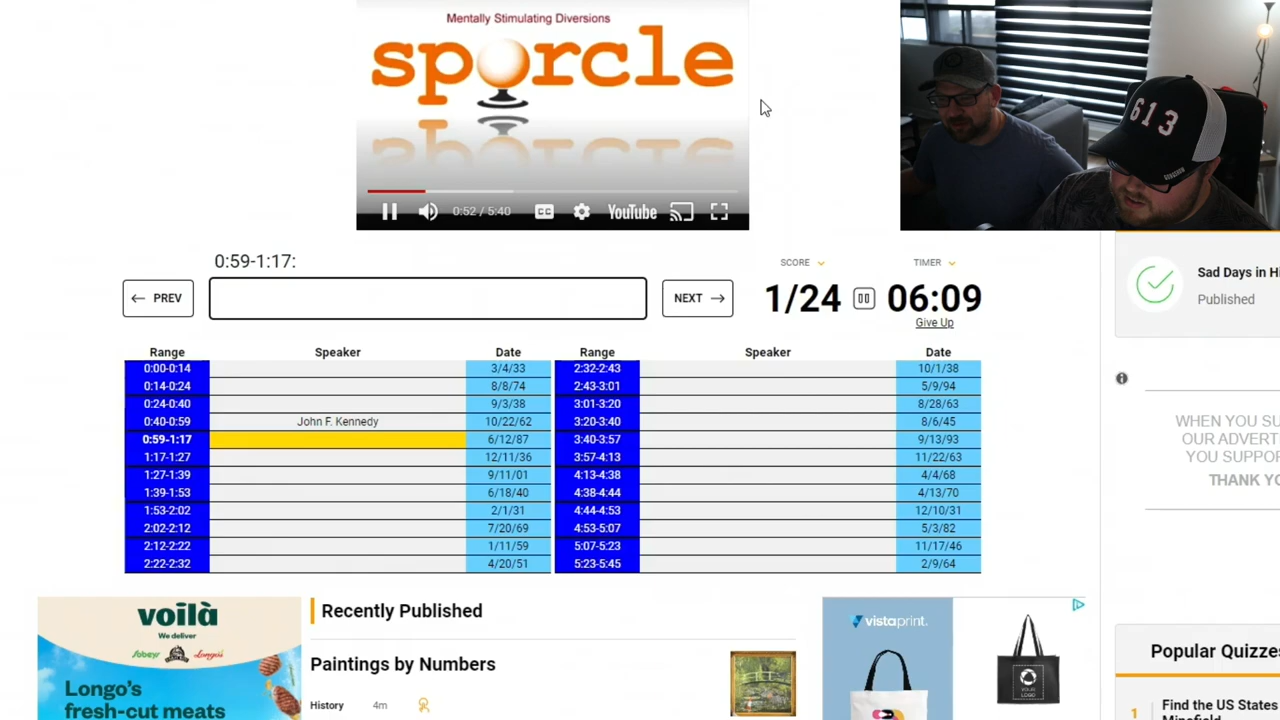 Mentally Stimulating Diversions
sporcle
0:52 / 5:40
CC
YouTube
613
0:59-1:17:
← PREV
NEXT →
SCORE
1/24
TIMER
06:09
Give Up
Range Speaker Date Range Speaker Date
0:00-0:14 3/4/33 2:32-2:43 10/1/38
0:14-0:24 8/8/74 2:43-3:01 5/9/94
0:24-0:40 9/3/38 3:01-3:20 8/28/63
0:40-0:59 John F. Kennedy 10/22/62 3:20-3:40 8/6/45
0:59-1:17 6/12/87 3:40-3:57 9/13/93
1:17-1:27 12/11/36 3:57-4:13 11/22/63
1:27-1:39 9/11/01 4:13-4:38 4/4/68
1:39-1:53 6/18/40 4:38-4:44 4/13/70
1:53-2:02 2/1/31 4:44-4:53 12/10/31
2:02-2:12 7/20/69 4:53-5:07 5/3/82
2:12-2:22 1/11/59 5:07-5:23 11/17/46
2:22-2:32 4/20/51 5:23-5:45 2/9/64
Sad Days in Hi
Published
WHEN YOU SU
OUR ADVERT
YOU SUPPOR
THANK YO
voilà
We deliver
sobeys Longo's
Longo's
fresh-cut meats
Recently Published
Paintings by Numbers
History 4m
vistaprint.
YOUR
LOGO
Popular Quizze
1 Find the US States